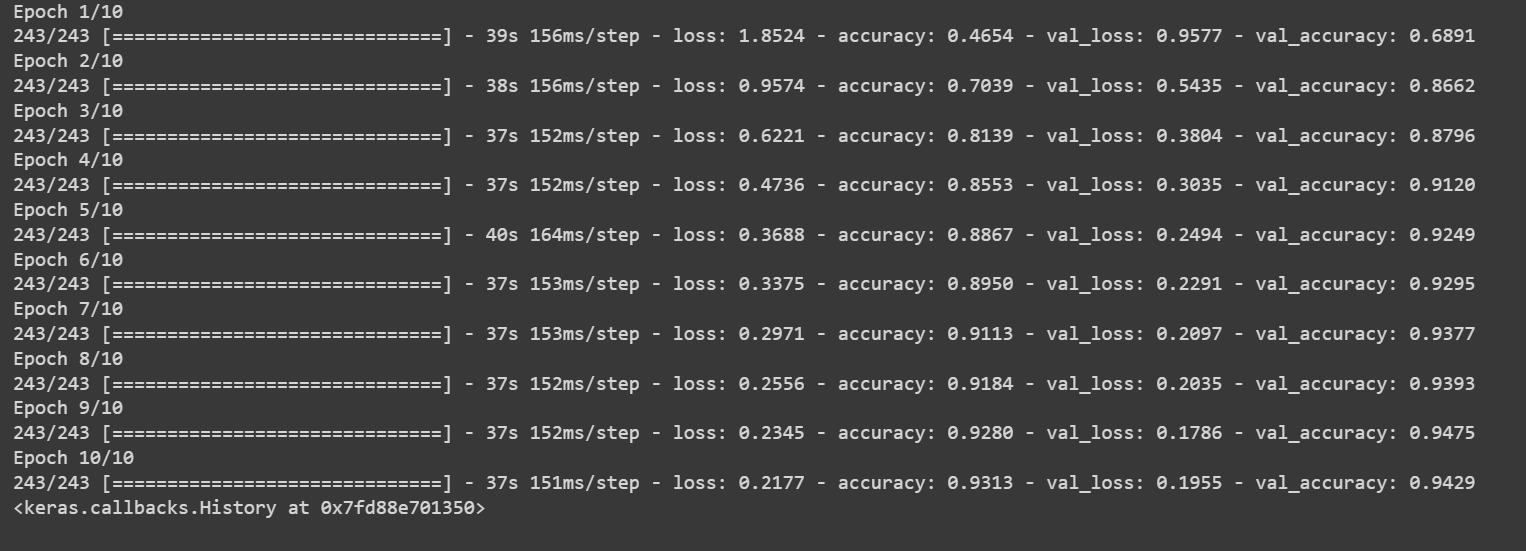 Epoch 1/10
243/243 [==============================] - 39s 156ms/step - loss: 1.8524 - accuracy: 0.4654 - val_loss: 0.9577 - val_accuracy: 0.6891
Epoch 2/10
243/243 [==============================] - 38s 156ms/step - loss: 0.9574 - accuracy: 0.7039 - val_loss: 0.5435 - val_accuracy: 0.8662
Epoch 3/10
243/243 [==============================] - 37s 152ms/step - loss: 0.6221 - accuracy: 0.8139 - val_loss: 0.3804 - val_accuracy: 0.8796
Epoch 4/10
243/243 [==============================] - 37s 152ms/step - loss: 0.4736 - accuracy: 0.8553 - val_loss: 0.3035 - val_accuracy: 0.9120
Epoch 5/10
243/243 [==============================] - 40s 164ms/step - loss: 0.3688 - accuracy: 0.8867 - val_loss: 0.2494 - val_accuracy: 0.9249
Epoch 6/10
243/243 [==============================] - 37s 153ms/step - loss: 0.3375 - accuracy: 0.8950 - val_loss: 0.2291 - val_accuracy: 0.9295
Epoch 7/10
243/243 [==============================] - 37s 153ms/step - loss: 0.2971 - accuracy: 0.9113 - val_loss: 0.2097 - val_accuracy: 0.9377
Epoch 8/10
243/243 [==============================] - 37s 152ms/step - loss: 0.2556 - accuracy: 0.9184 - val_loss: 0.2035 - val_accuracy: 0.9393
Epoch 9/10
243/243 [==============================] - 37s 152ms/step - loss: 0.2345 - accuracy: 0.9280 - val_loss: 0.1786 - val_accuracy: 0.9475
Epoch 10/10
243/243 [==============================] - 37s 151ms/step - loss: 0.2177 - accuracy: 0.9313 - val_loss: 0.1955 - val_accuracy: 0.9429
<keras.callbacks.History at 0x7fd88e701350>